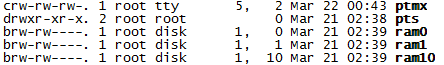 crw-rw-rw-. 1 root tty 5, 2 Mar 22 00:43 ptmx
drwxr-xr-x. 2 root root 0 Mar 21 02:38 pts
brw-rw----. 1 root disk 1, 0 Mar 21 02:39 ram0
brw-rw----. 1 root disk 1, 1 Mar 21 02:39 ram1
brw-rw----. 1 root disk 1, 10 Mar 21 02:39 ram10